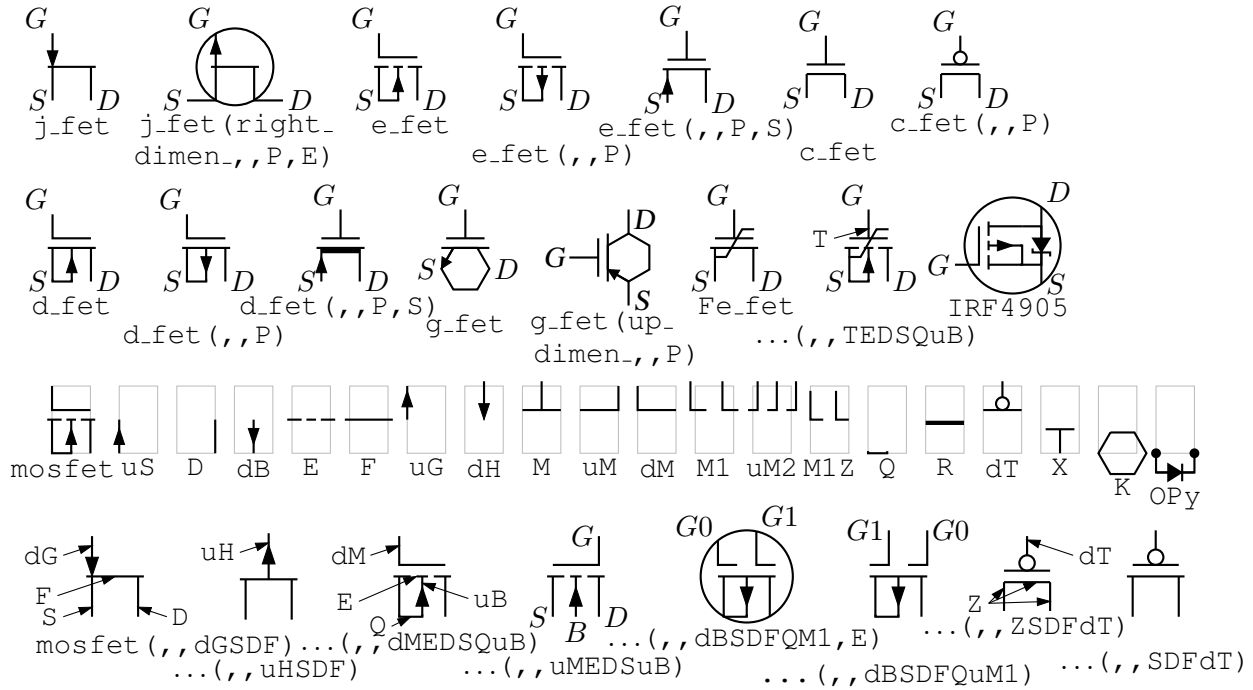 G G G G G G G
S D S D S D S D S D S D S D
j_fet j_fet(right_ e_fet e_fet(,,P,S) c_fet(,,P)
dimen_,,P,E) e_fet(,,P) c_fet
G G G G D G G D
T
G G
S D S D S D S D S S D S D S
d_fet d_fet(,,P,S) g_fet g_fet(up_ Fe_fet IRF4905
d_fet(,,P) dimen_,,P) ...(,,TEDSQuB)
mosfet uS D dB E F uG dH M uM dM M1 uM2 M1Z Q R dT X K OPy
dG uH dM G G0 G1 G1 G0 dT
F E uB Z
S D Q S B D
mosfet(,,dGSDF) ...(,,dMEDSQuB) ...(,,dBSDFQM1,E) ...(,,ZSDFdT)
...(,,uHSDF) ...(,,uMEDSuB) ...(,,dBSDFQuM1) ...(,,SDFdT)